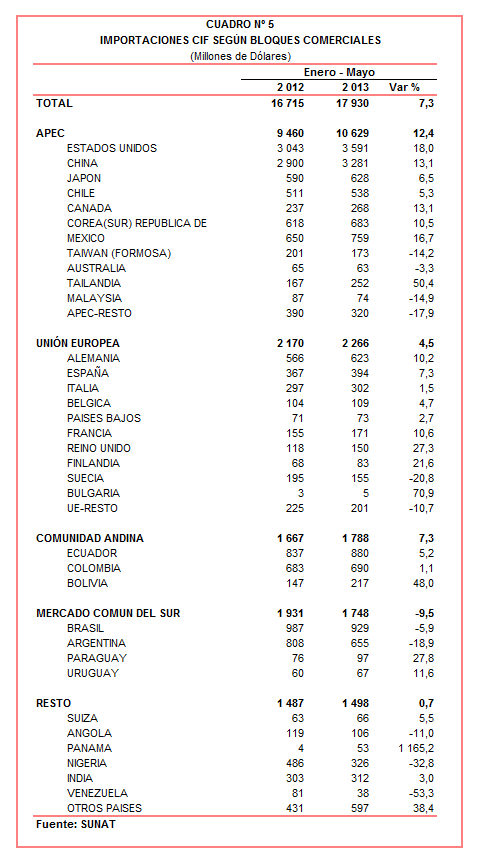 CUADRO Nº 5
IMPORTACIONES CIF SEGÚN BLOQUES COMERCIALES
(Millones de Dólares)
Enero - Mayo
2 012 2 013 Var %
TOTAL 16 715 17 930 7,3
APEC 9 460 10 629 12,4
ESTADOS UNIDOS 3 043 3 591 18,0
CHINA 2 900 3 281 13,1
JAPON 590 628 6,5
CHILE 511 538 5,3
CANADA 237 268 13,1
COREA(SUR) REPUBLICA DE 618 683 10,5
MEXICO 650 759 16,7
TAIWAN (FORMOSA) 201 173 -14,2
AUSTRALIA 65 63 -3,3
TAILANDIA 167 252 50,4
MALAYSIA 87 74 -14,9
APEC-RESTO 390 320 -17,9
UNIÓN EUROPEA 2 170 2 266 4,5
ALEMANIA 566 623 10,2
ESPAÑA 367 394 7,3
ITALIA 297 302 1,5
BELGICA 104 109 4,7
PAISES BAJOS 71 73 2,7
FRANCIA 155 171 10,6
REINO UNIDO 118 150 27,3
FINLANDIA 68 83 21,6
SUECIA 195 155 -20,8
BULGARIA 3 5 70,9
UE-RESTO 225 201 -10,7
COMUNIDAD ANDINA 1 667 1 788 7,3
ECUADOR 837 880 5,2
COLOMBIA 683 690 1,1
BOLIVIA 147 217 48,0
MERCADO COMUN DEL SUR 1 931 1 748 -9,5
BRASIL 987 929 -5,9
ARGENTINA 808 655 -18,9
PARAGUAY 76 97 27,8
URUGUAY 60 67 11,6
RESTO 1 487 1 498 0,7
SUIZA 63 66 5,5
ANGOLA 119 106 -11,0
PANAMA 4 53 1 165,2
NIGERIA 486 326 -32,8
INDIA 303 312 3,0
VENEZUELA 81 38 -53,3
OTROS PAISES 431 597 38,4
Fuente: SUNAT